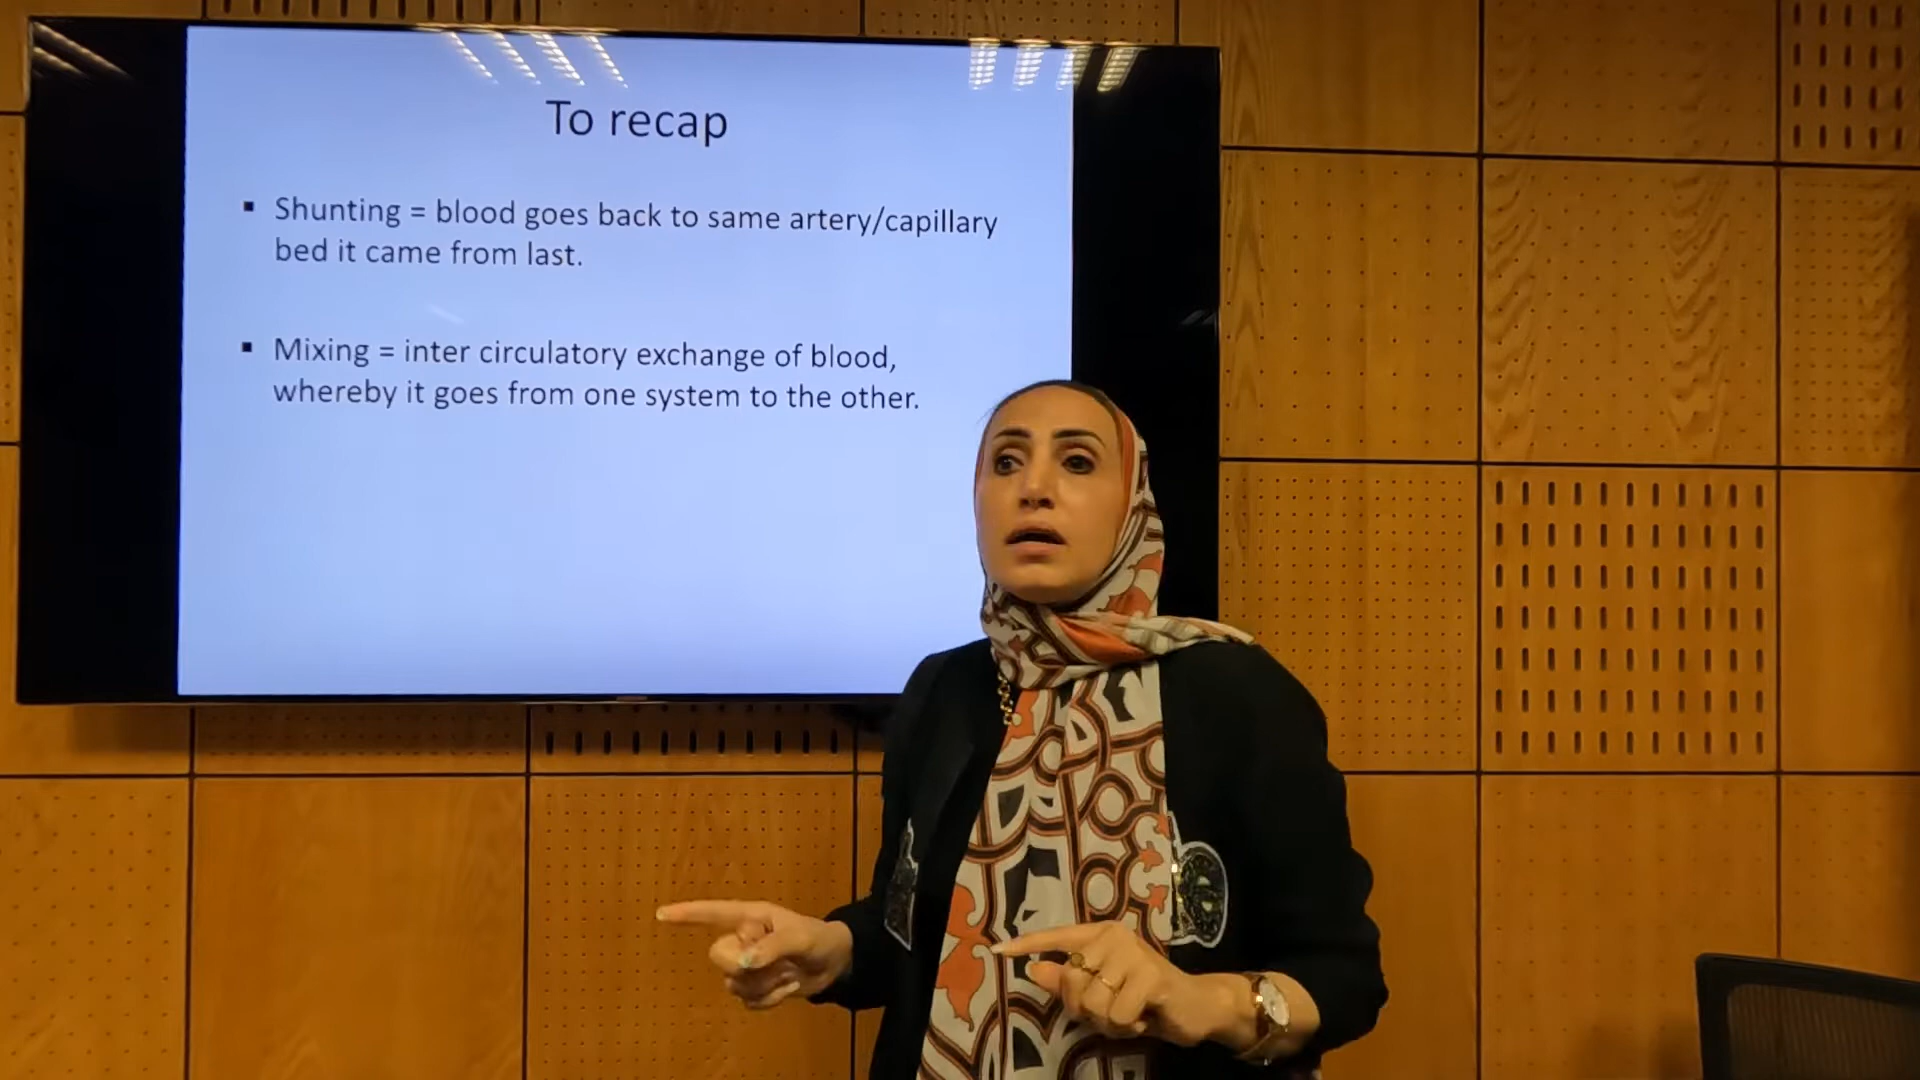 To recap
▪ Shunting = blood goes back to same artery/capillary
bed it came from last.
▪ Mixing = inter circulatory exchange of blood,
whereby it goes from one system to the other.